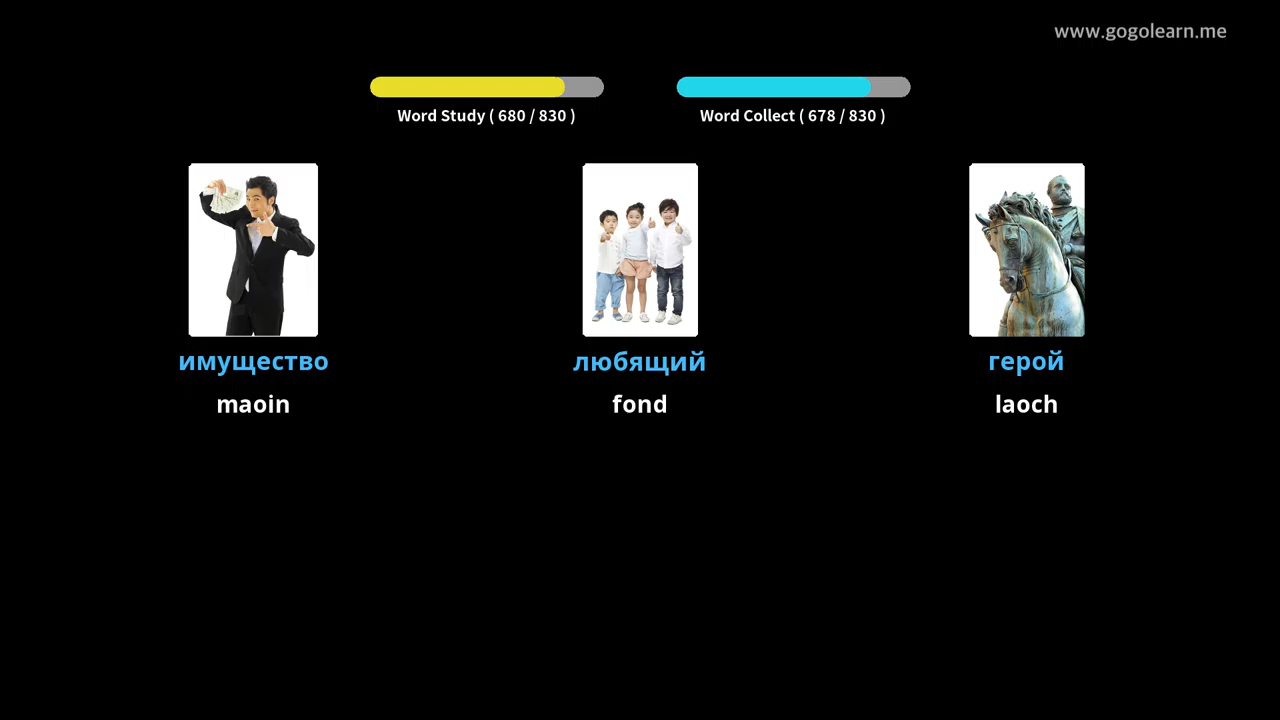 www.gogolearn.me
Word Study ( 680 / 830 )
Word Collect ( 678 / 830 )
имущество
любящий
герой
maoin
fond
laoch